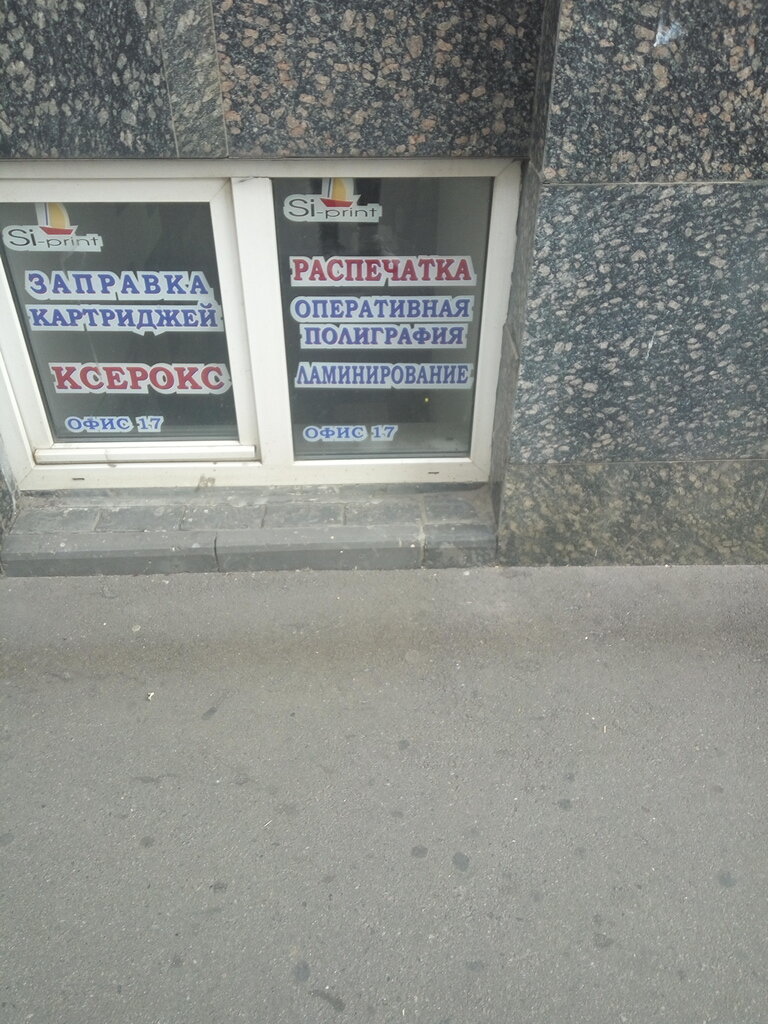 Si-print
ЗАПРАВКА
КАРТРИДЖЕЙ
КСЕРОКС
ОФИС 17
Si-print
РАСПЕЧАТКА
ОПЕРАТИВНАЯ
ПОЛИГРАФИЯ
ЛАМИНИРОВАНИЕ
ОФИС 17